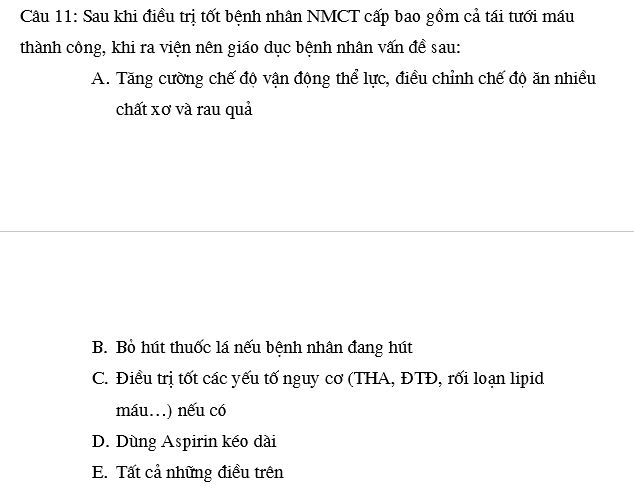 Câu 11: Sau khi điều trị tốt bệnh nhân NMCT cấp bao gồm cả tái tưới máu
thành công, khi ra viện nên giáo dục bệnh nhân vấn đề sau:
A. Tăng cường chế độ vận động thể lực, điều chỉnh chế độ ăn nhiều
chất xơ và rau quả
B. Bỏ hút thuốc lá nếu bệnh nhân đang hút
C. Điều trị tốt các yếu tố nguy cơ (THA, ĐTĐ, rối loạn lipid
máu…) nếu có
D. Dùng Aspirin kéo dài
E. Tất cả những điều trên